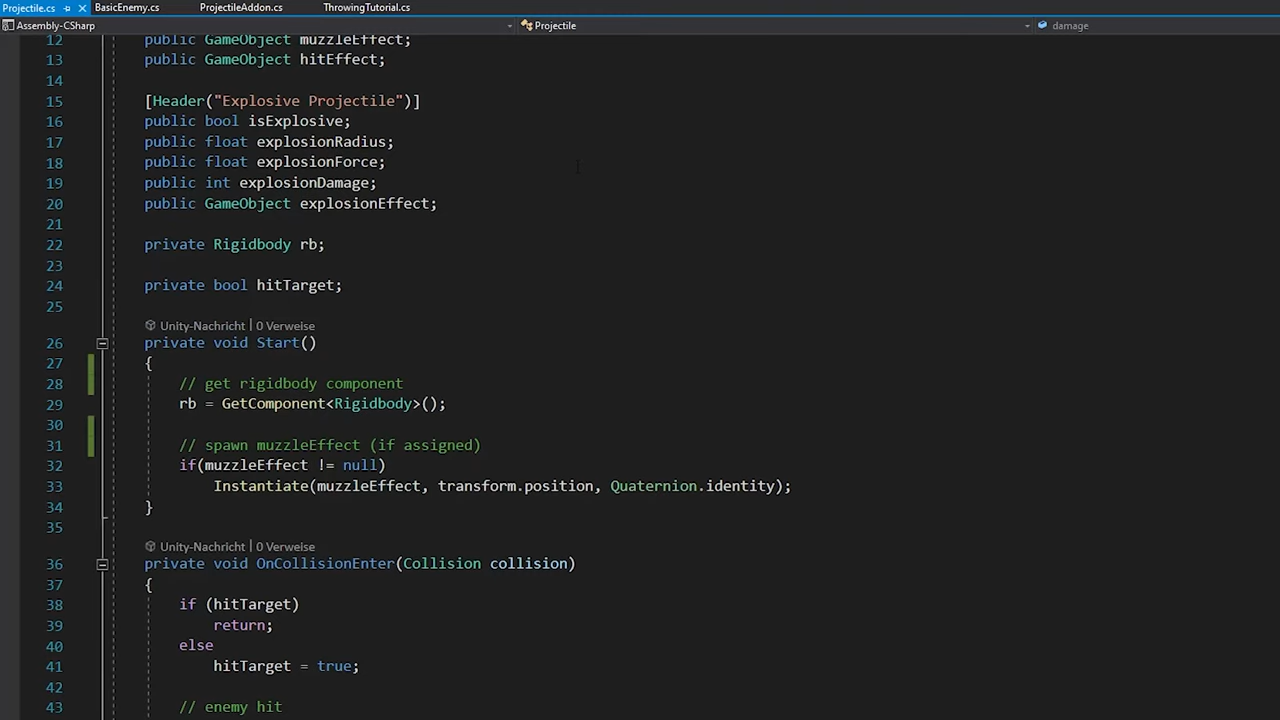 Projectile.cs BasicEnemy.cs ProjectileAddon.cs ThrowingTutorial.cs
Assembly-CSharp Projectile damage
12 public GameObject muzzleEffect;
13 public GameObject hitEffect;
14
15 [Header("Explosive Projectile")]
16 public bool isExplosive;
17 public float explosionRadius;
18 public float explosionForce;
19 public int explosionDamage;
20 public GameObject explosionEffect;
21
22 private Rigidbody rb;
23
24 private bool hitTarget;
25
Unity-Nachricht | 0 Verweise
26 private void Start()
27 {
28 // get rigidbody component
29 rb = GetComponent<Rigidbody>();
30
31 // spawn muzzleEffect (if assigned)
32 if(muzzleEffect != null)
33 Instantiate(muzzleEffect, transform.position, Quaternion.identity);
34 }
35
Unity-Nachricht | 0 Verweise
36 private void OnCollisionEnter(Collision collision)
37 {
38 if (hitTarget)
39 return;
40 else
41 hitTarget = true;
42
43 // enemy hit